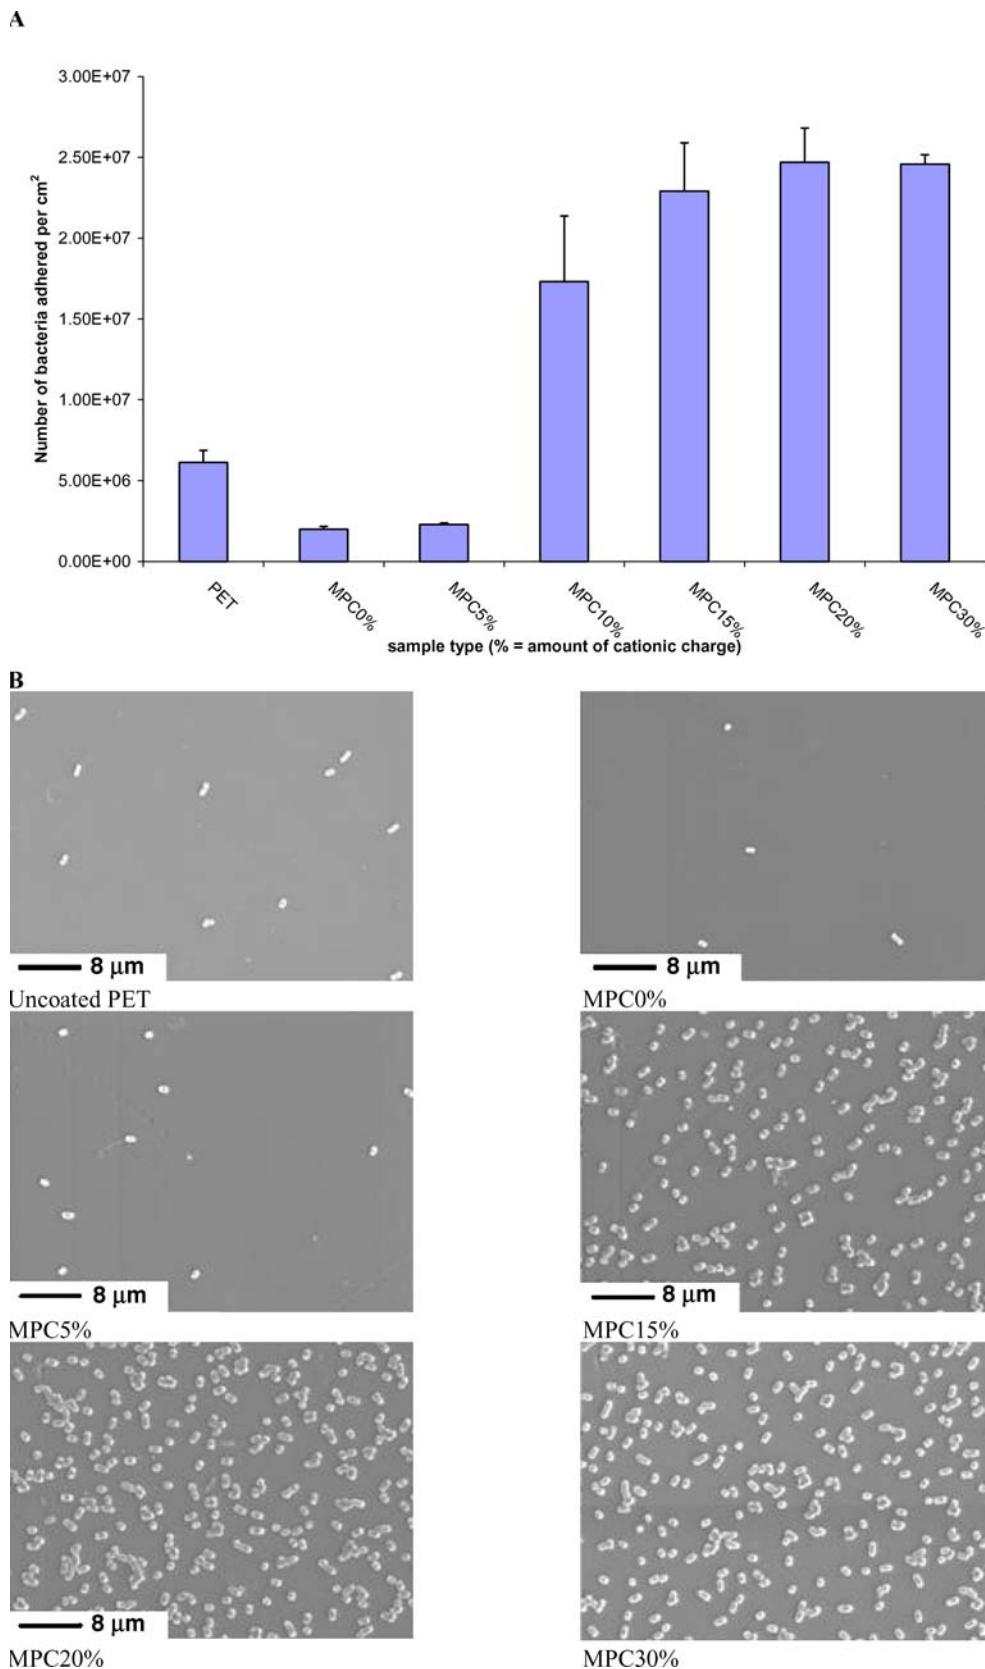 A
3.00E+07
2.50E+07
2.00E+07
1.50E+07
1.00E+07
5.00E+06
0.00E+00
Number of bacteria adhered per cm²
PET
MPC0%
MPC5%
MPC10%
MPC15%
MPC20%
MPC30%
sample type (% = amount of cationic charge)
B
8 µm
8 µm
Uncoated PET
MPC0%
8 µm
8 µm
MPC5%
MPC15%
8 µm
MPC20%
MPC30%